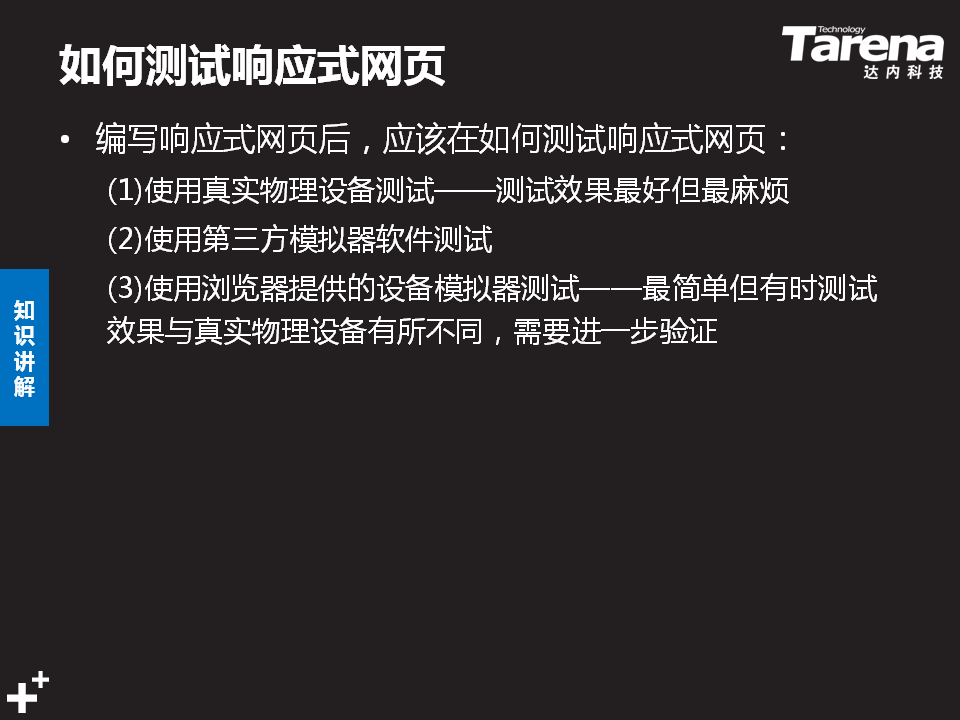 如何测试响应式网页
Technology
Tarena
达内科技
• 编写响应式网页后，应该在如何测试响应式网页：
(1)使用真实物理设备测试——测试效果最好但最麻烦
(2)使用第三方模拟器软件测试
(3)使用浏览器提供的设备模拟器测试——最简单但有时测试
效果与真实物理设备有所不同，需要进一步验证
知
识
讲
解